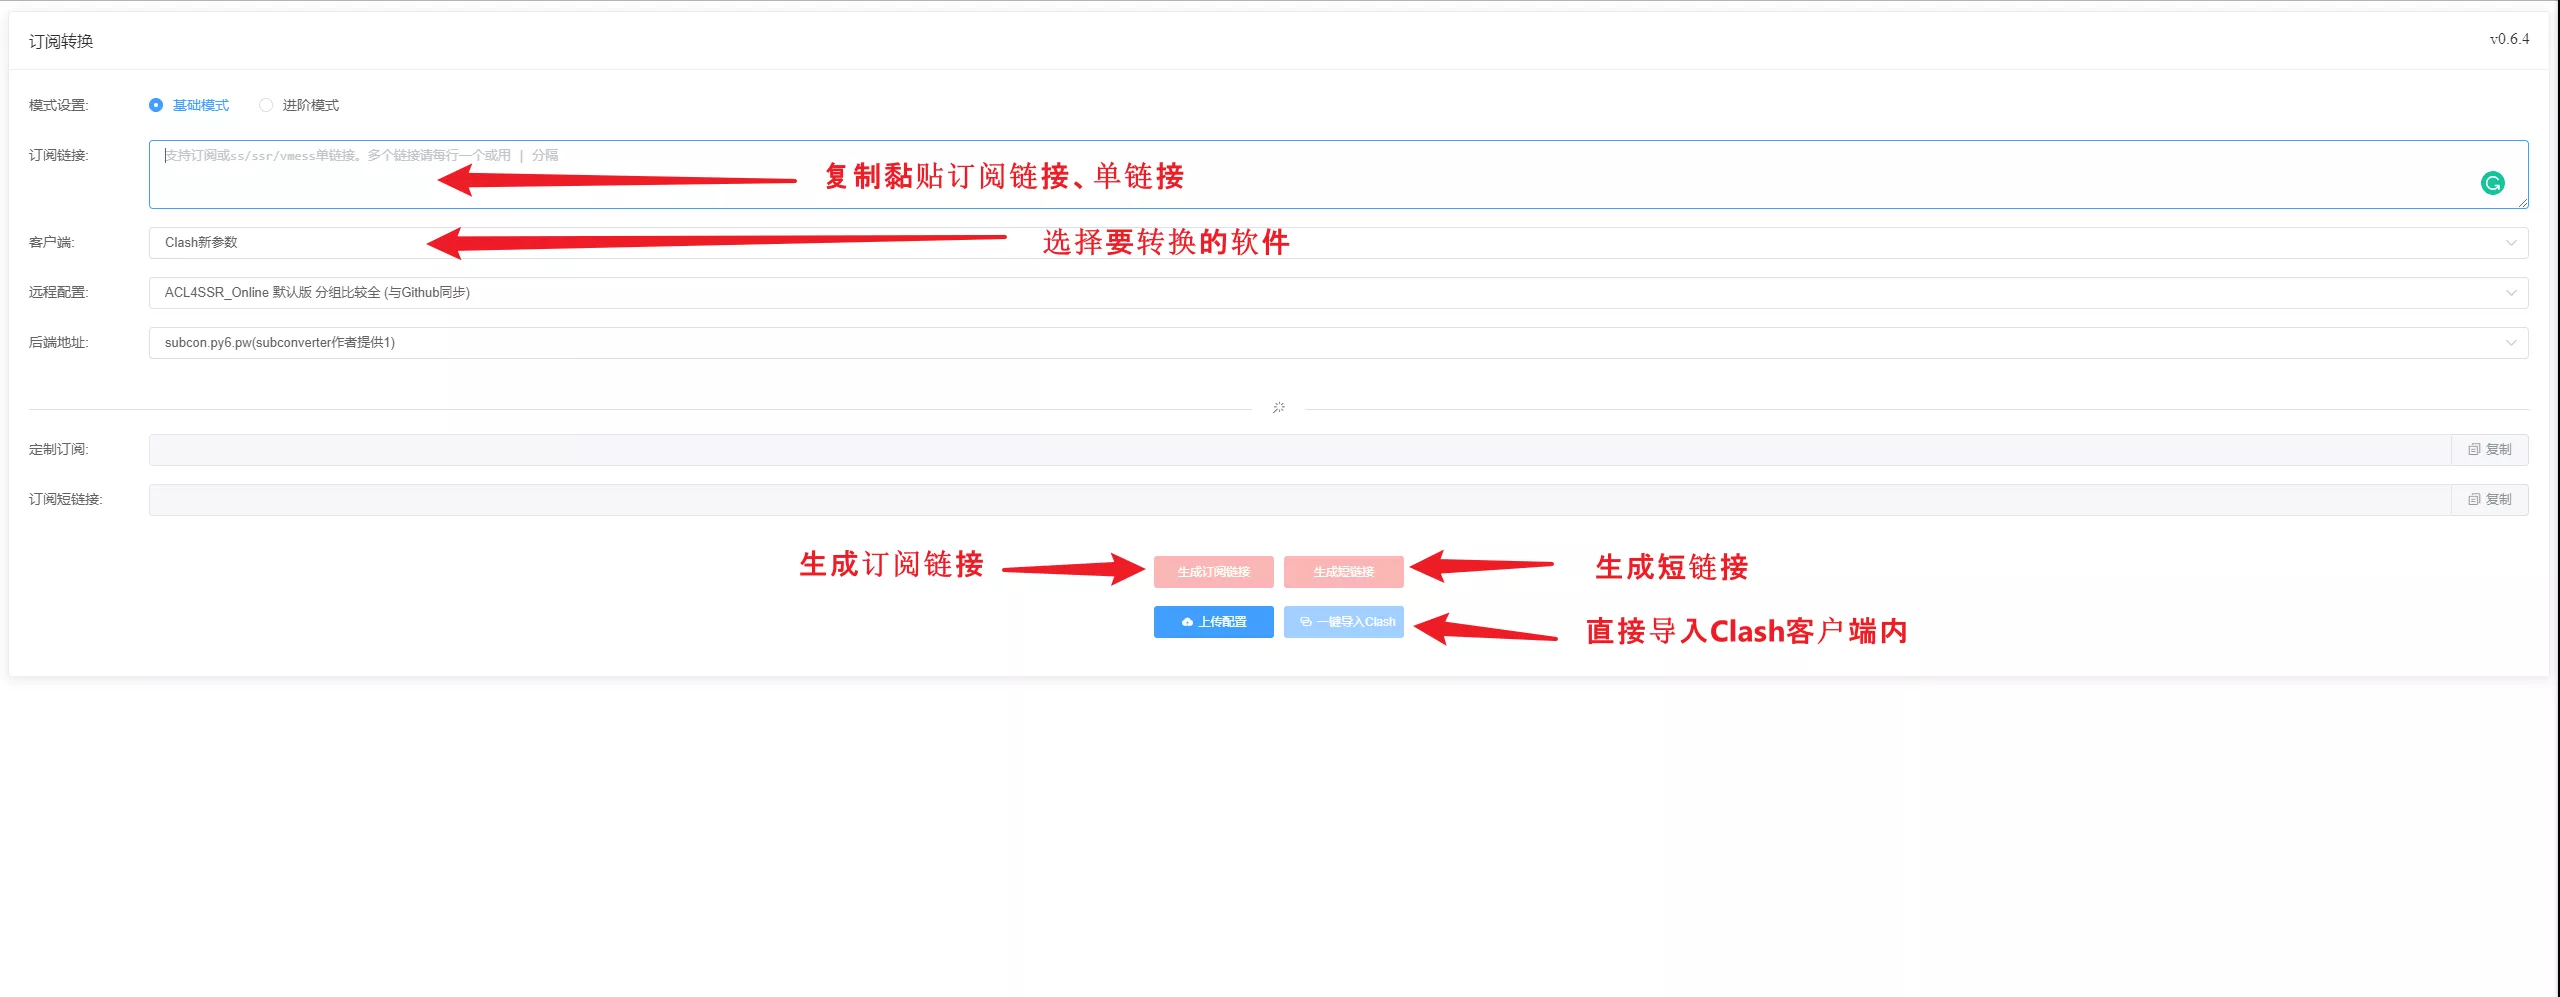 订阅转换
v0.6.4
模式设置:
基础模式
进阶模式
订阅链接:
支持订阅或ss/ssr/vmess单链接。多个链接请每行一个或用 | 分隔
复制黏贴订阅链接、单链接
客户端:
Clash新参数
选择要转换的软件
远程配置:
ACL4SSR_Online 默认版 分组比较全 (与Github同步)
后端地址:
subcon.py6.pw(subconverter作者提供1)
定制订阅:
复制
订阅短链接:
复制
生成订阅链接
生成订阅链接
生成短链接
生成短链接
上传配置
一键导入Clash
直接导入Clash客户端内